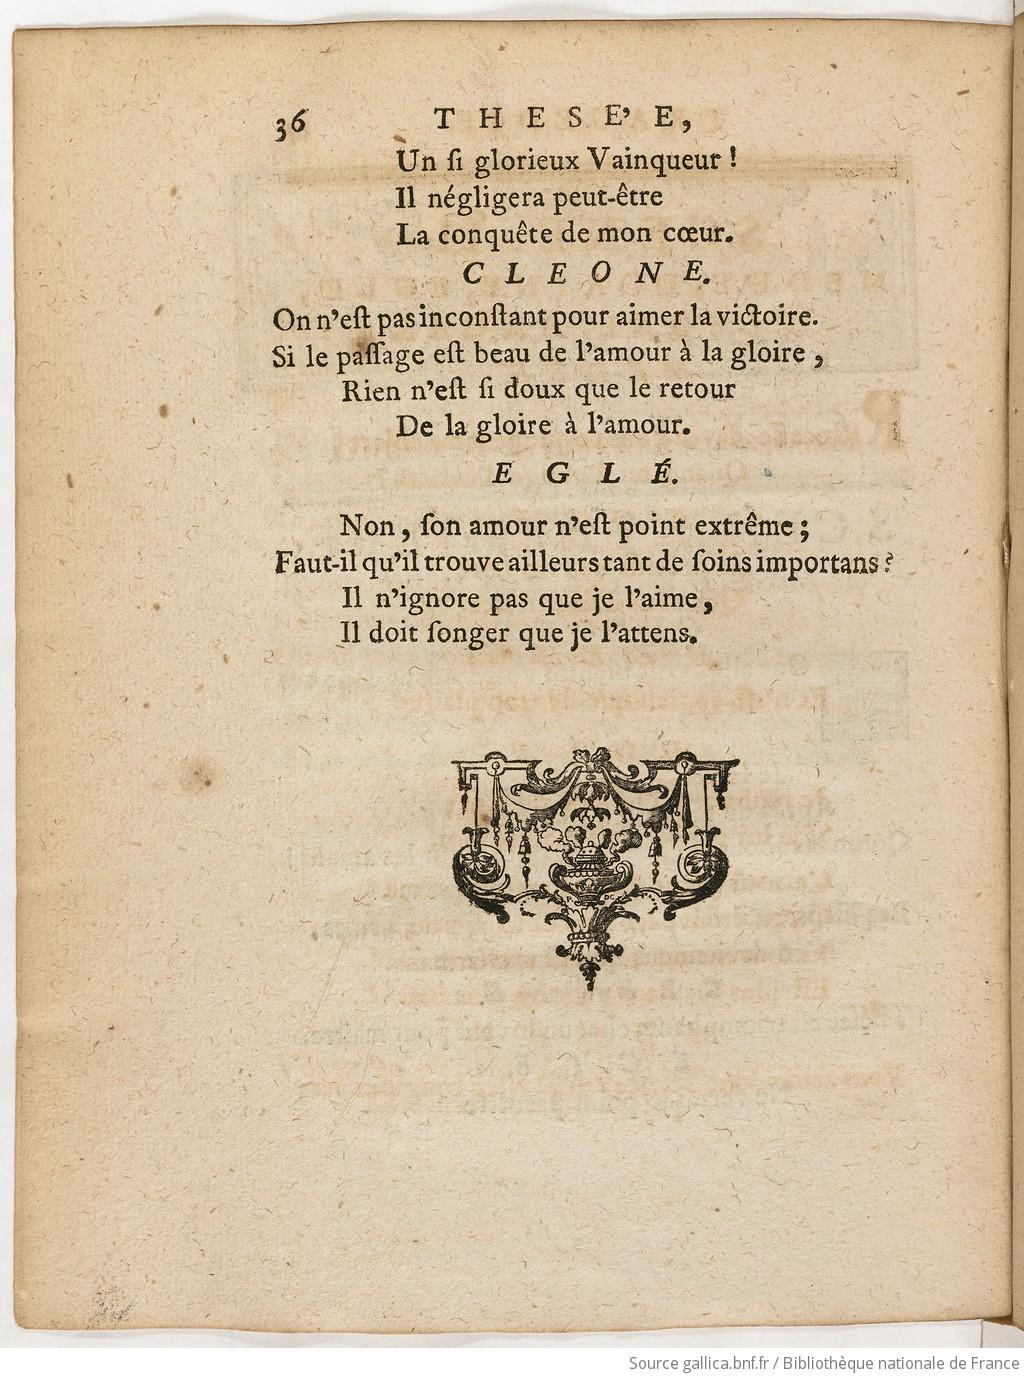 36 THESE'E,
Un ſi glorieux Vainqueur !
Il négligera peut-être
La conquête de mon cœur.
CLEONE.
On n'eſt pas inconſtant pour aimer la victoire.
Si le paſſage eſt beau de l'amour à la gloire ,
Rien n'eſt ſi doux que le retour
De la gloire à l'amour.
EGLÉ.
Non , ſon amour n'eſt point extrême ;
Faut-il qu'il trouve ailleurs tant de ſoins importans ?
Il n'ignore pas que je l'aime ,
Il doit ſonger que je l'attens.
Source gallica.bnf.fr / Bibliothèque nationale de France